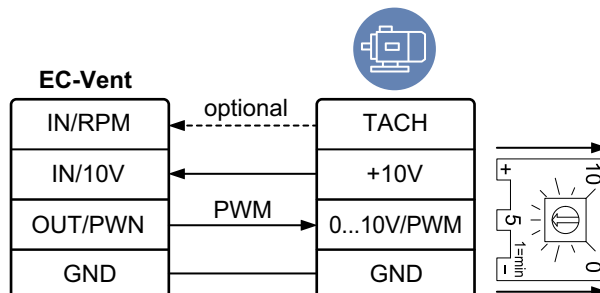 EC-Vent
optional
IN/RPM
TACH
IN/10V
+10V
OUT/PWN
PWM
0...10V/PWM
GND
GND
+
5
-
1=min
10
0